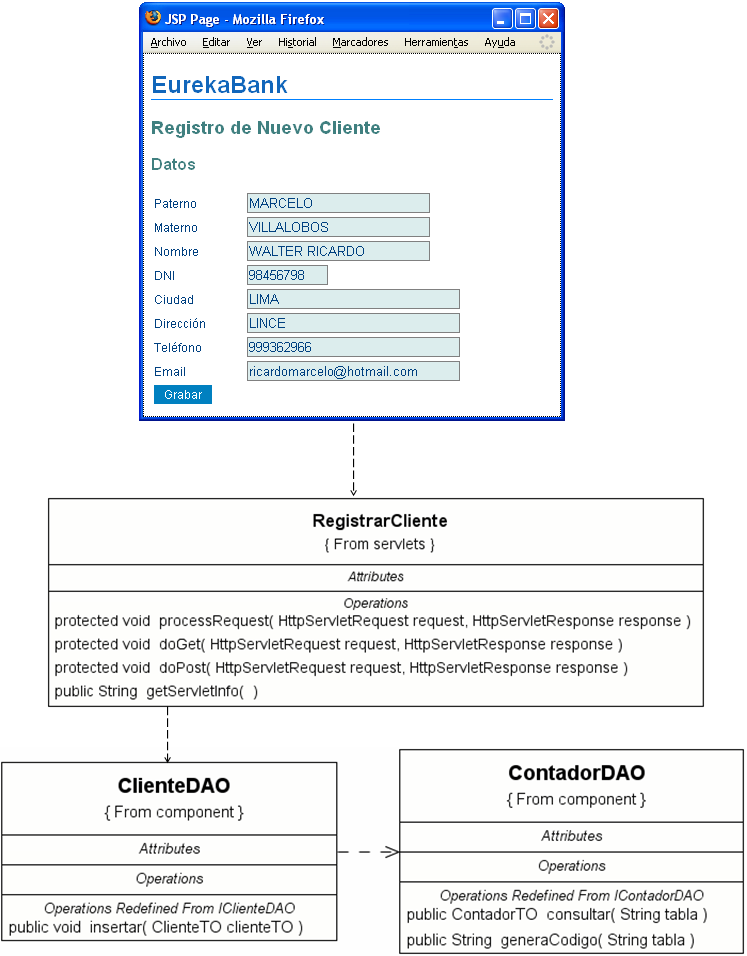 JSP Page - Mozilla Firefox
Archivo Editar Ver Historial Marcadores Herramientas Ayuda
EurekaBank
Registro de Nuevo Cliente
Datos
Paterno MARCELO
Materno VILLALOBOS
Nombre WALTER RICARDO
DNI 98456798
Ciudad LIMA
Dirección LINCE
Teléfono 999362966
Email ricardomarcelo@hotmail.com
Grabar
RegistrarCliente
{ From servlets }
Attributes
Operations
protected void processRequest( HttpServletRequest request, HttpServletResponse response )
protected void doGet( HttpServletRequest request, HttpServletResponse response )
protected void doPost( HttpServletRequest request, HttpServletResponse response )
public String getServletInfo( )
ClienteDAO
{ From component }
Attributes
Operations
Operations Redefined From IClienteDAO
public void insertar( ClienteTO clienteTO )
ContadorDAO
{ From component }
Attributes
Operations
Operations Redefined From IContadorDAO
public ContadorTO consultar( String tabla )
public String generaCodigo( String tabla )